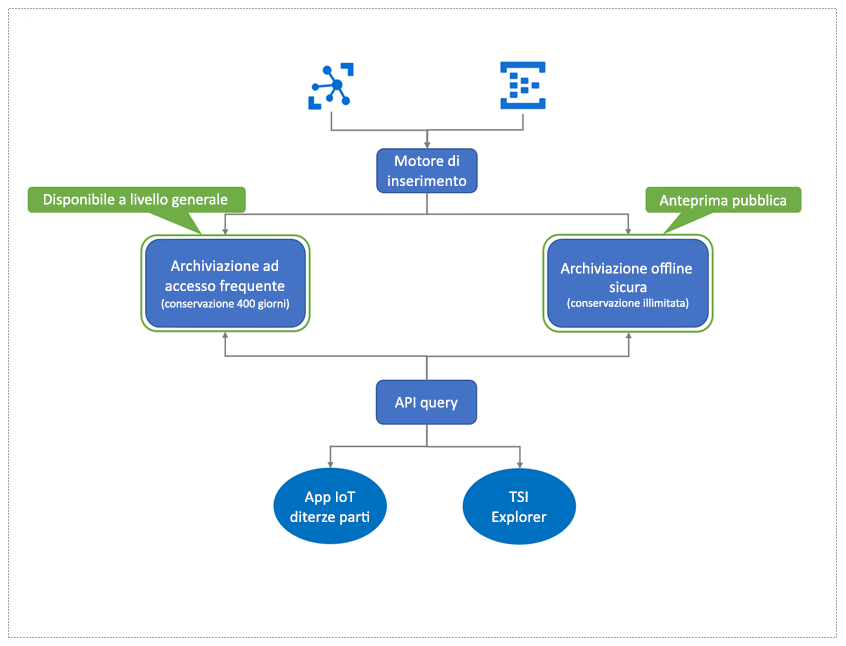 Motore di
inserimento
Disponibile a livello generale
Anteprima pubblica
Archiviazione ad
accesso frequente
(conservazione 400 giorni)
Archiviazione offline
sicura
(conservazione illimitata)
API query
App IoT
diterze parti
TSI
Explorer